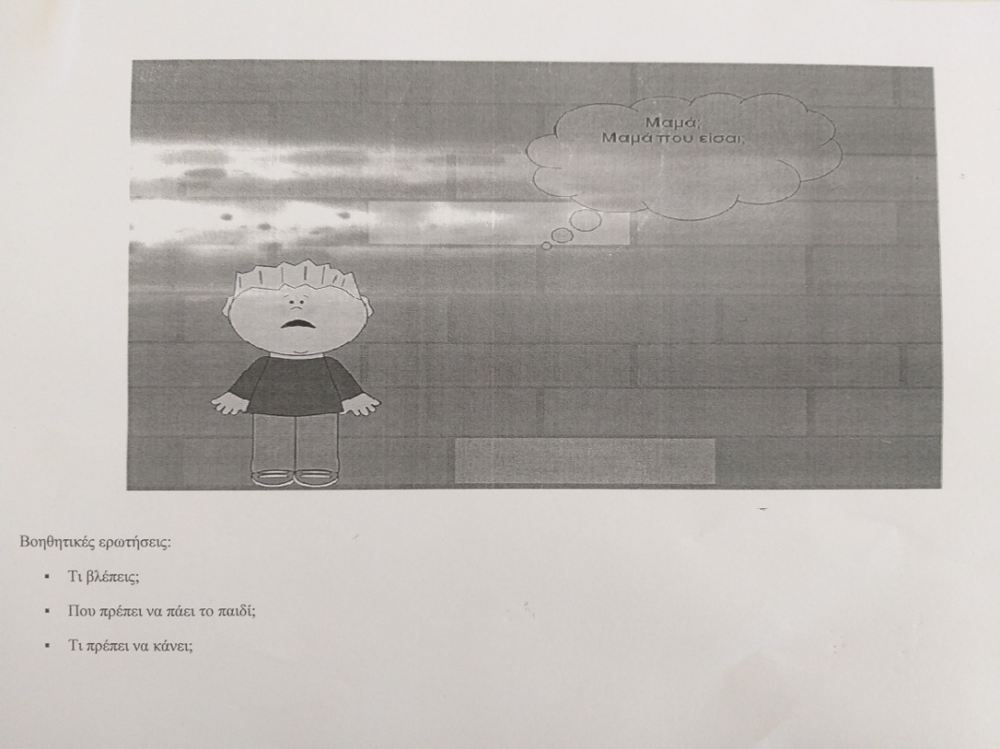 Μαμά;
Μαμά που είσαι;
Βοηθητικές ερωτήσεις:
▪ Τι βλέπεις;
▪ Που πρέπει να πάει το παιδί;
▪ Τι πρέπει να κάνει;